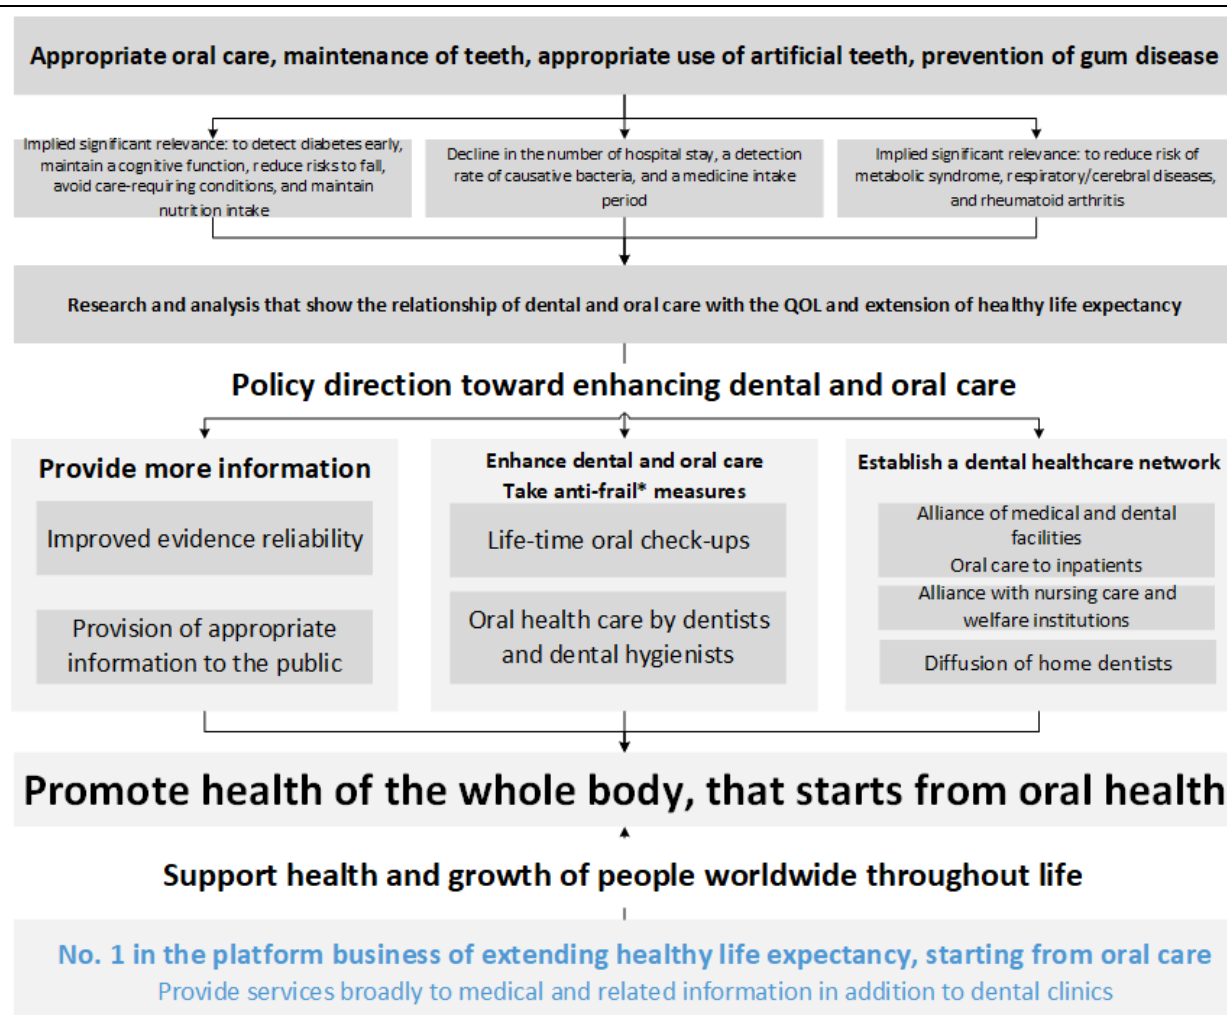 Appropriate oral care, maintenance of teeth, appropriate use of artificial teeth, prevention of gum disease
Implied significant relevance: to detect diabetes early,
maintain a cognitive function, reduce risks to fall,
avoid care-requiring conditions, and maintain
nutrition intake
Decline in the number of hospital stay, a detection
rate of causative bacteria, and a medicine intake
period
Implied significant relevance: to reduce risk of
metabolic syndrome, respiratory/cerebral diseases,
and rheumatoid arthritis
Research and analysis that show the relationship of dental and oral care with the QOL and extension of healthy life expectancy
Policy direction toward enhancing dental and oral care
Provide more information
Improved evidence reliability
Provision of appropriate
information to the public
Enhance dental and oral care
Take anti-frail* measures
Life-time oral check-ups
Oral health care by dentists
and dental hygienists
Establish a dental healthcare network
Alliance of medical and dental
facilities
Oral care to inpatients
Alliance with nursing care and
welfare institutions
Diffusion of home dentists
Promote health of the whole body, that starts from oral health
Support health and growth of people worldwide throughout life
No. 1 in the platform business of extending healthy life expectancy, starting from oral care
Provide services broadly to medical and related information in addition to dental clinics